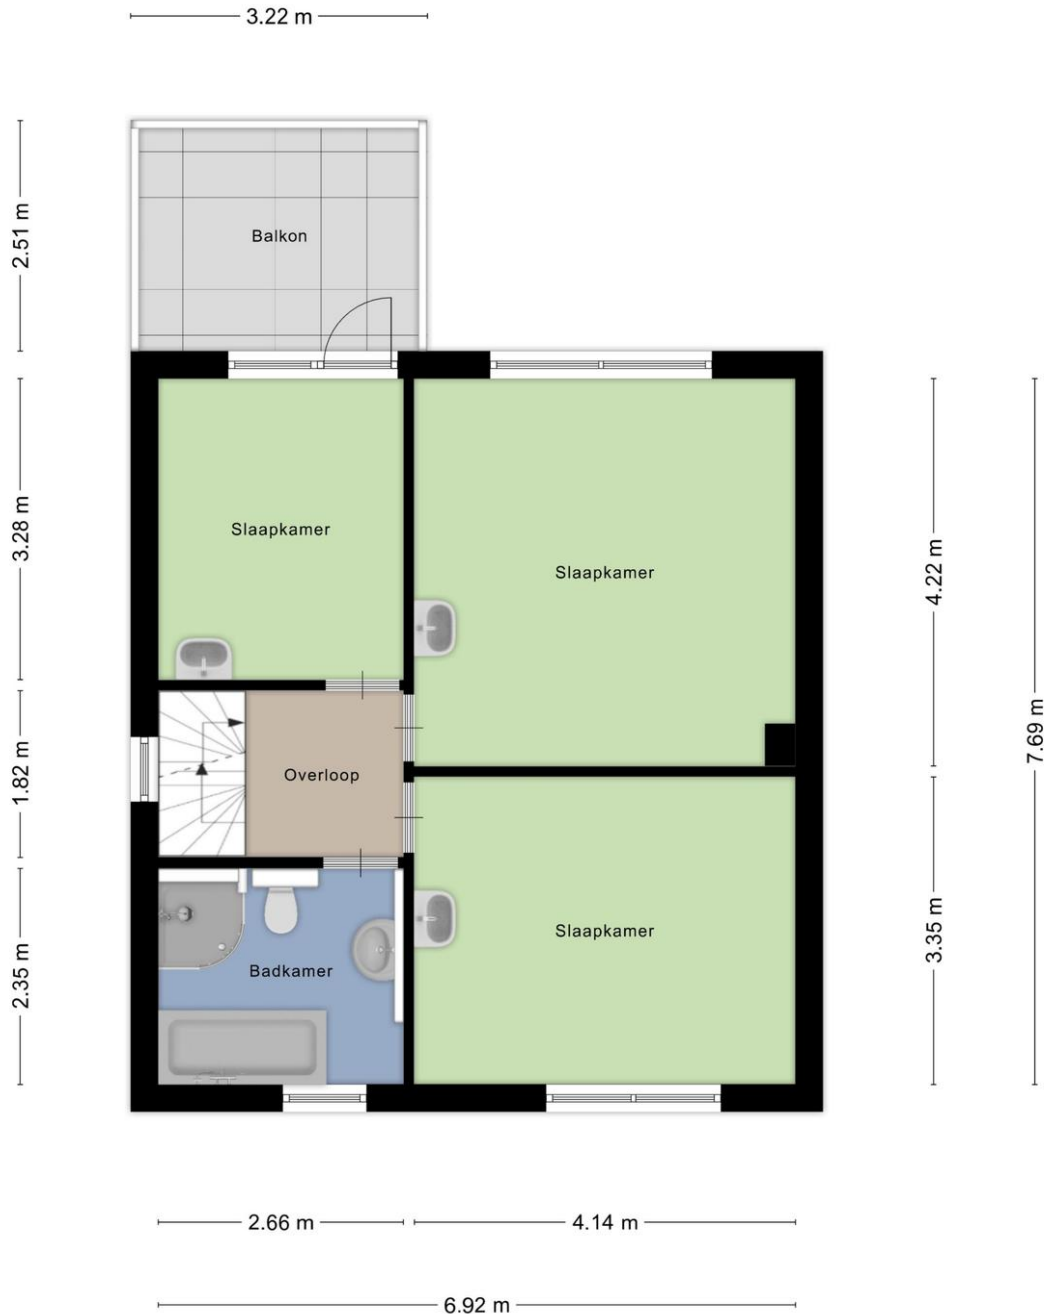 3.22 m
2.51 m
Balkon
3.28 m
Slaapkamer
Slaapkamer
4.22 m
7.69 m
1.82 m
Overloop
2.35 m
Badkamer
Slaapkamer
3.35 m
2.66 m
4.14 m
6.92 m